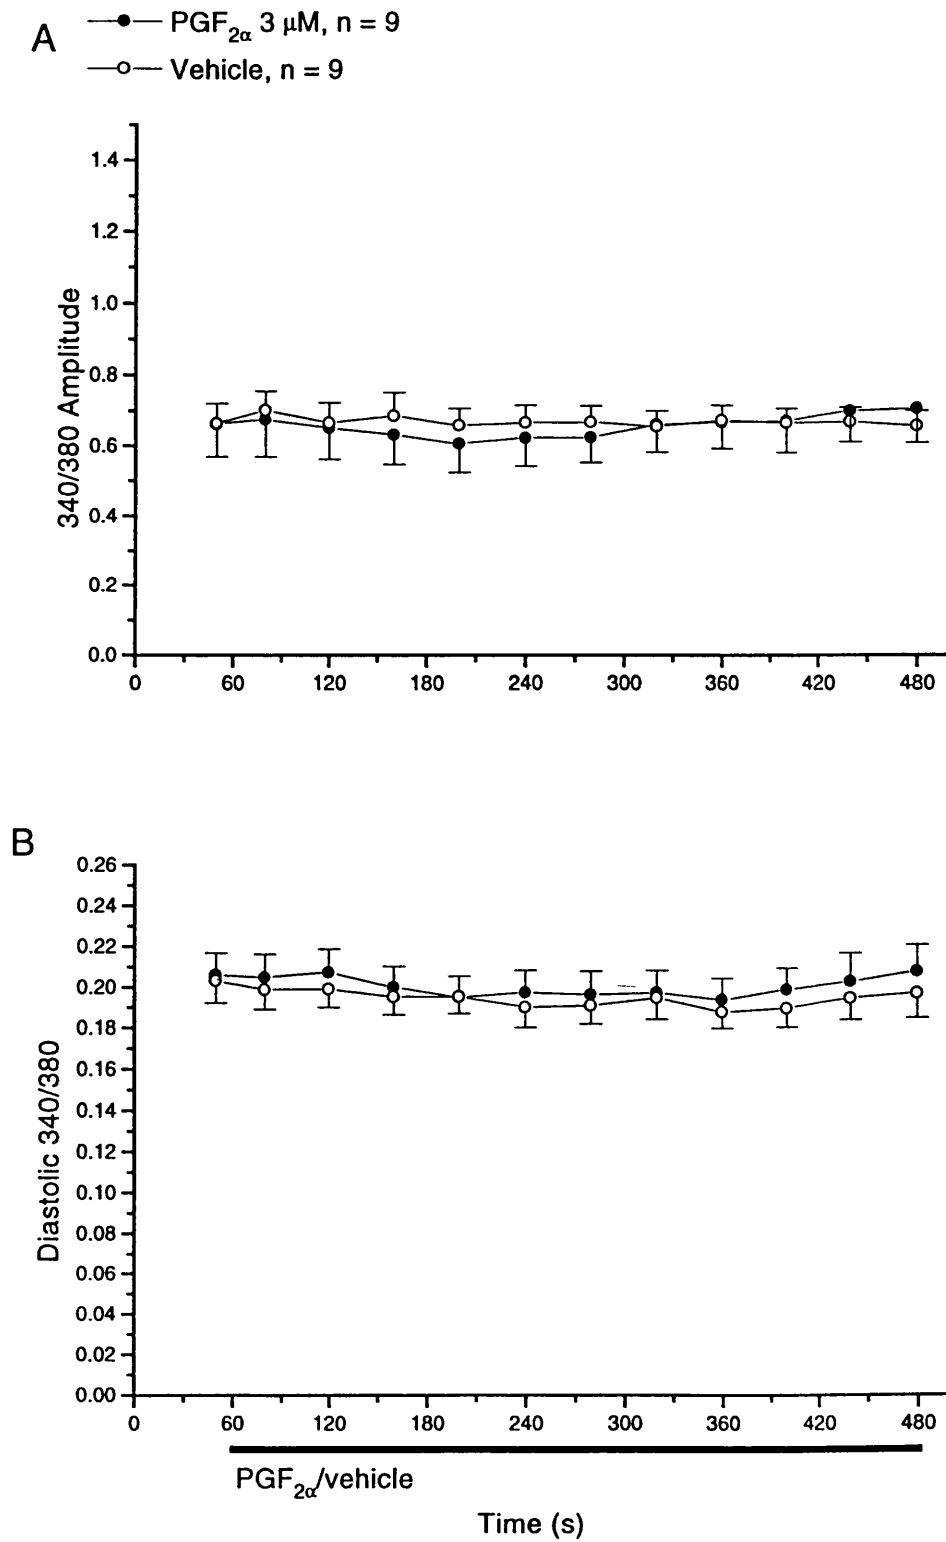 A
PGF2α 3 μM, n = 9
Vehicle, n = 9
340/380 Amplitude
1.4
1.2
1.0
0.8
0.6
0.4
0.2
0.0
0 60 120 180 240 300 360 420 480
B
Diastolic 340/380
0.26
0.24
0.22
0.20
0.18
0.16
0.14
0.12
0.10
0.08
0.06
0.04
0.02
0.00
0 60 120 180 240 300 360 420 480
PGF2α/vehicle
Time (s)